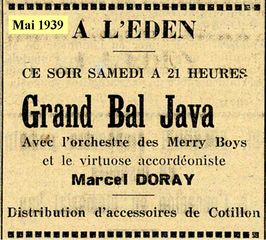 Mai 1939
A L'EDEN
CE SOIR SAMEDI A 21 HEURES
Grand Bal Java
Avec l'orchestre des Merry Boys
et le virtuose accordéoniste
Marcel DORAY
Distribution d'accessoires de Cotillon